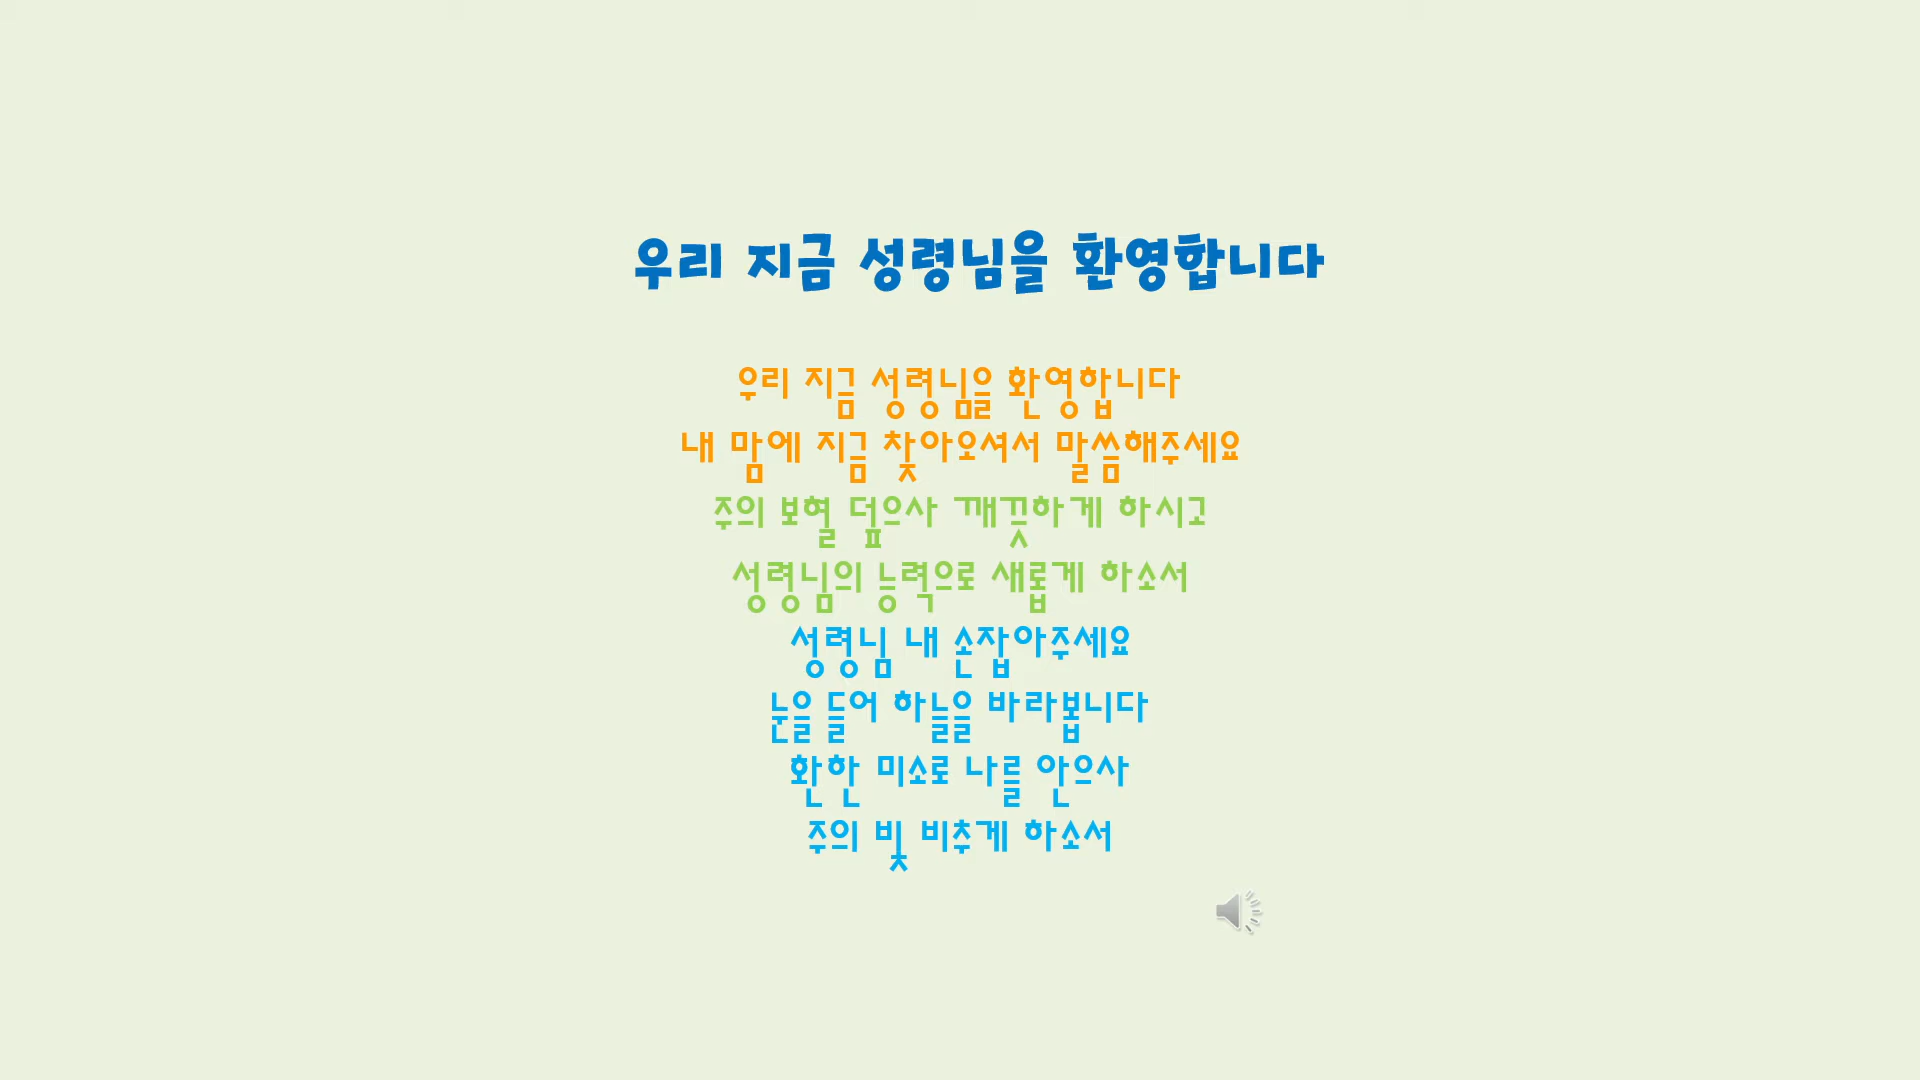 우리 지금 성령님을 환영합니다
우리 지금 성령님을 환영합니다
내 맘에 지금 찾아오셔서 말씀해주세요
주의 보혈 덮으사 깨끗하게 하시고
성령님의 능력으로 새롭게 하소서
성령님 내 손잡아주세요
눈을 들어 하늘을 바라봅니다
환한 미소로 나를 안으사
주의 빛 비추게 하소서